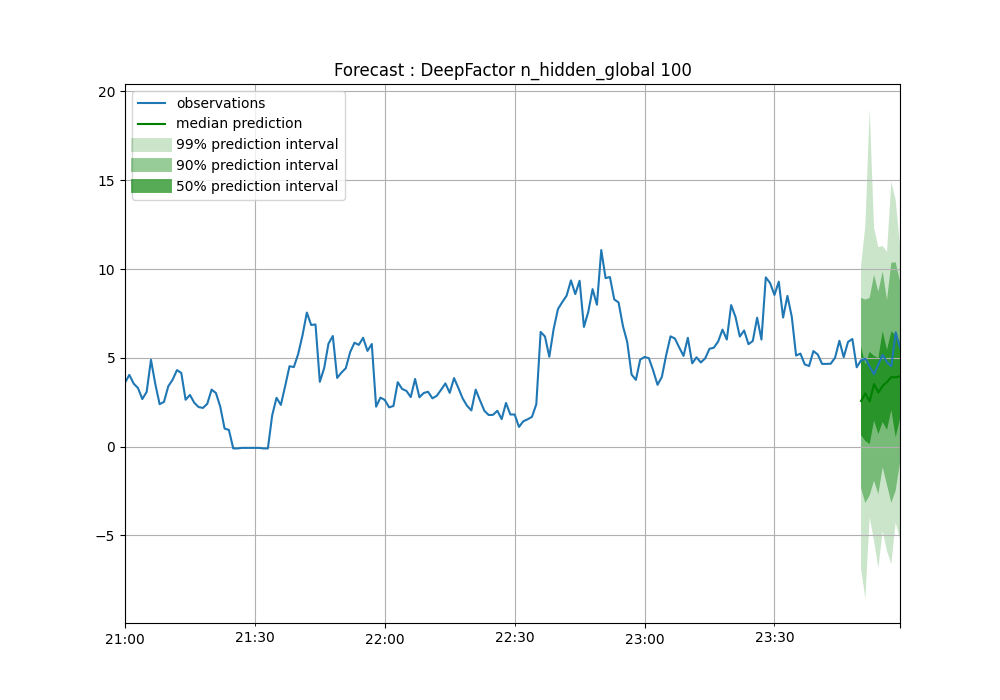 Forecast : DeepFactor n_hidden_global 100
20
15
10
5
0
−5
observations
median prediction
99% prediction interval
90% prediction interval
50% prediction interval
21:00
21:30
22:00
22:30
23:00
23:30